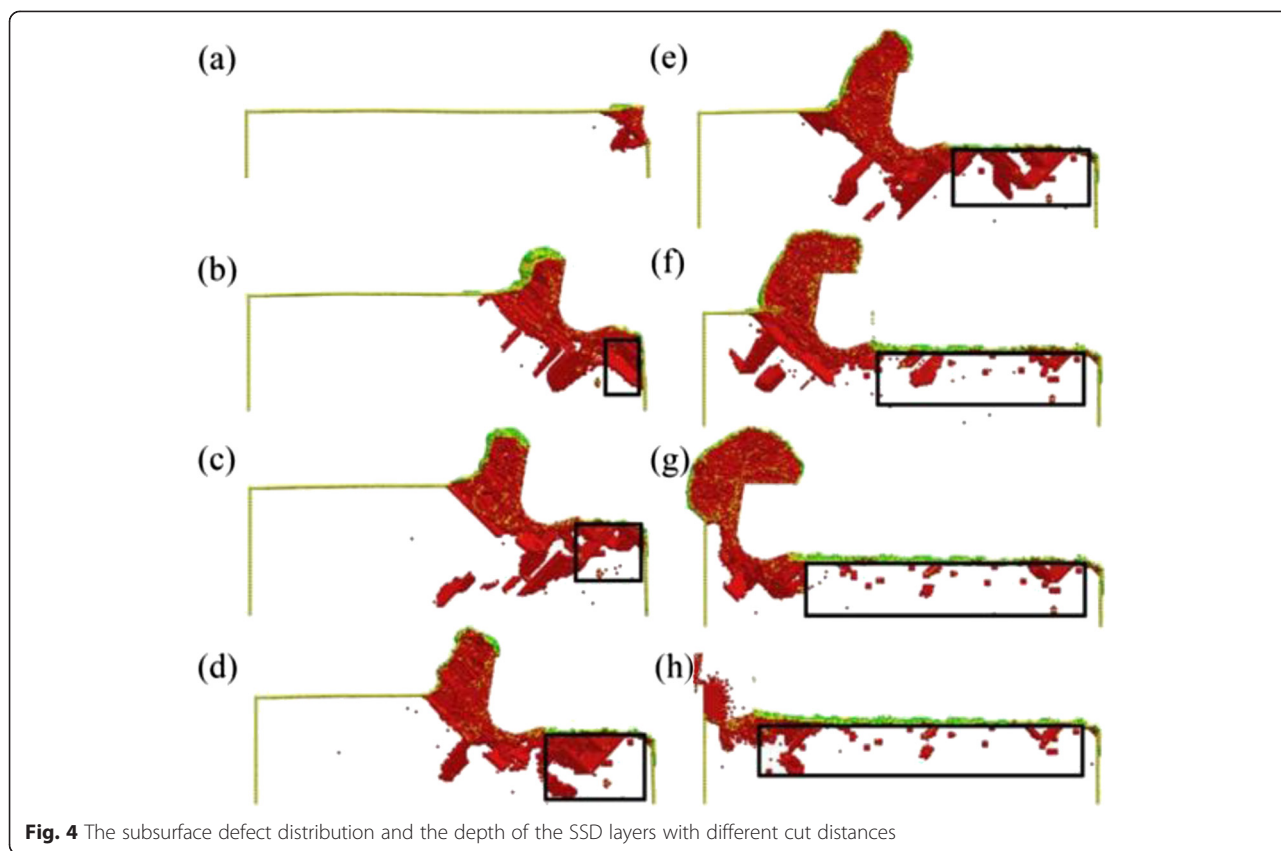 (a)
(b)
(c)
(d)
(e)
(f)
(g)
(h)
Fig. 4 The subsurface defect distribution and the depth of the SSD layers with different cut distances